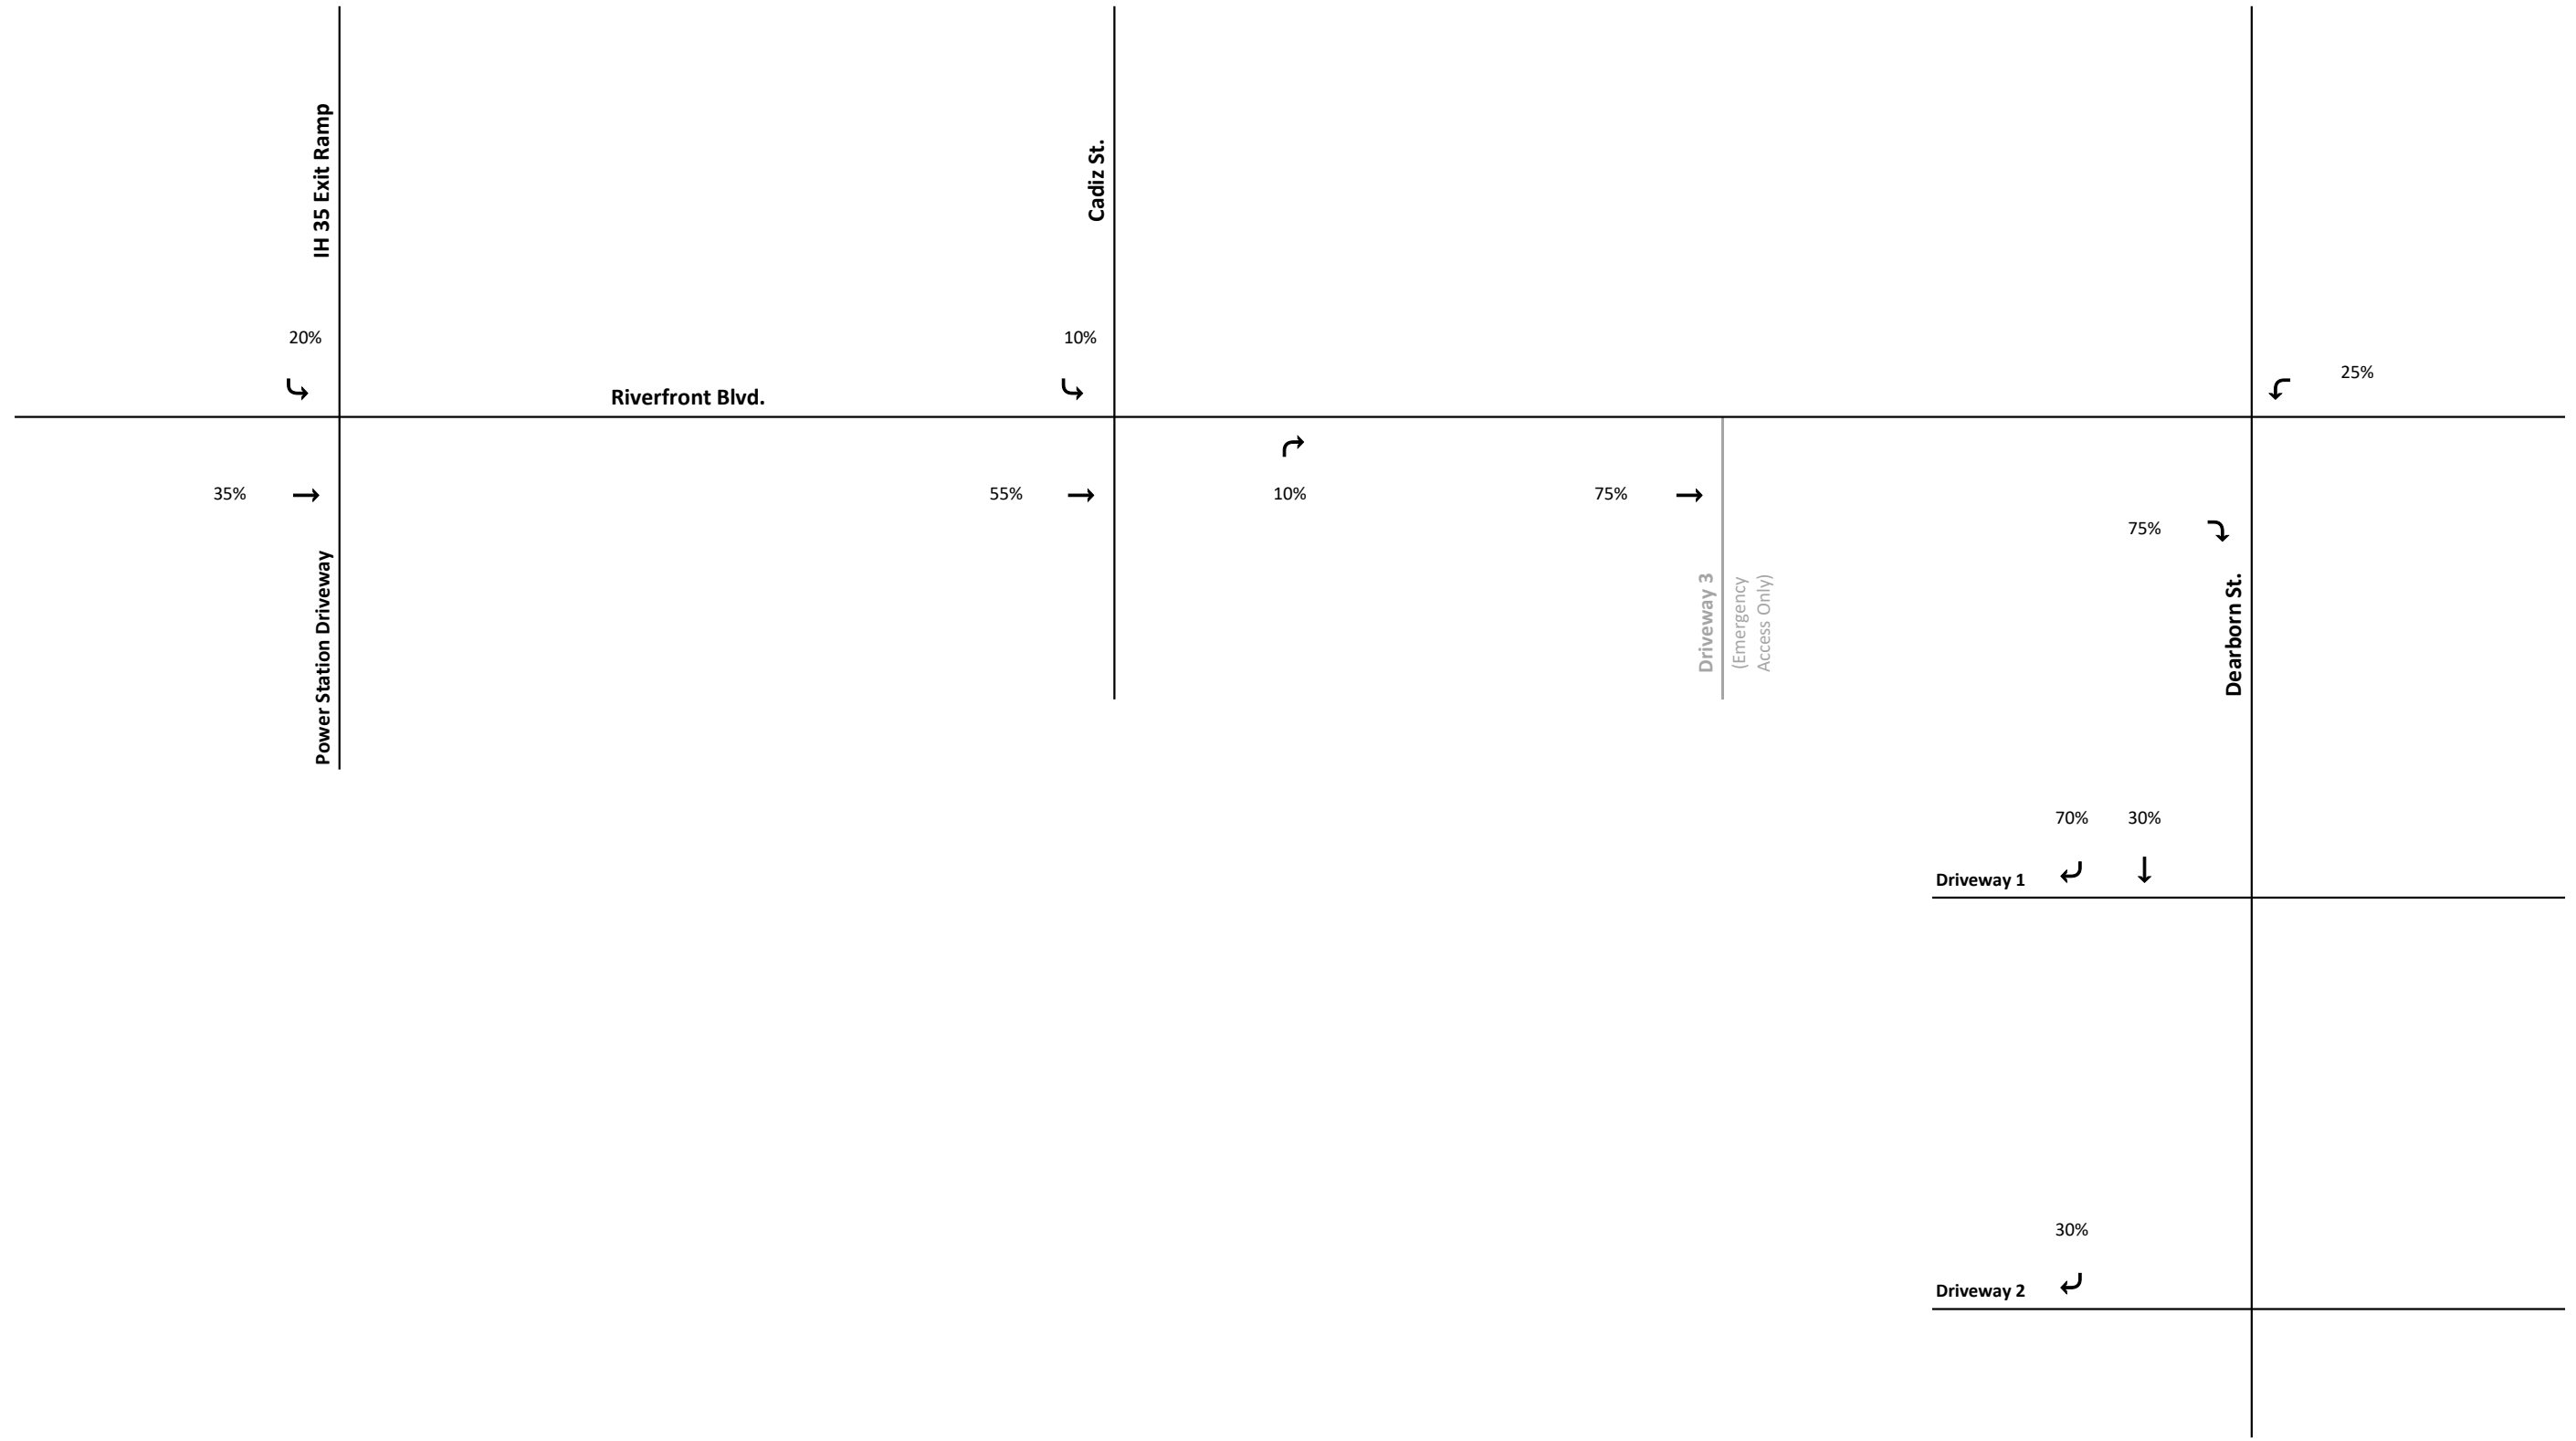 IH 35 Exit Ramp
Cadiz St.
20%
10%
25%
Riverfront Blvd.
35%
55%
10%
75%
75%
Power Station Driveway
Driveway 3
(Emergency
Access Only)
Dearborn St.
70%
30%
Driveway 1
30%
Driveway 2